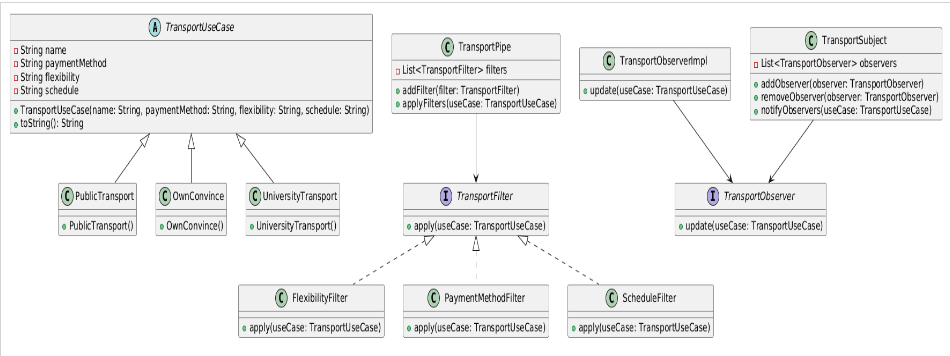 A TransportUseCase
String name
String paymentMethod
String flexibility
String schedule
TransportUseCase(name: String, paymentMethod: String, flexibility: String, schedule: String)
toString(): String
C TransportPipe
List<TransportFilter> filters
addFilter(filter: TransportFilter)
applyFilters(useCase: TransportUseCase)
C TransportObserverImpl
update(useCase: TransportUseCase)
C TransportSubject
List<TransportObserver> observers
addObserver(observer: TransportObserver)
removeObserver(observer: TransportObserver)
notifyObservers(useCase: TransportUseCase)
C PublicTransport
PublicTransport()
C OwnConvince
OwnConvince()
C UniversityTransport
UniversityTransport()
I TransportFilter
apply(useCase: TransportUseCase)
I TransportObserver
update(useCase: TransportUseCase)
C FlexibilityFilter
apply(useCase: TransportUseCase)
C PaymentMethodFilter
apply(useCase: TransportUseCase)
C ScheduleFilter
apply(useCase: TransportUseCase)